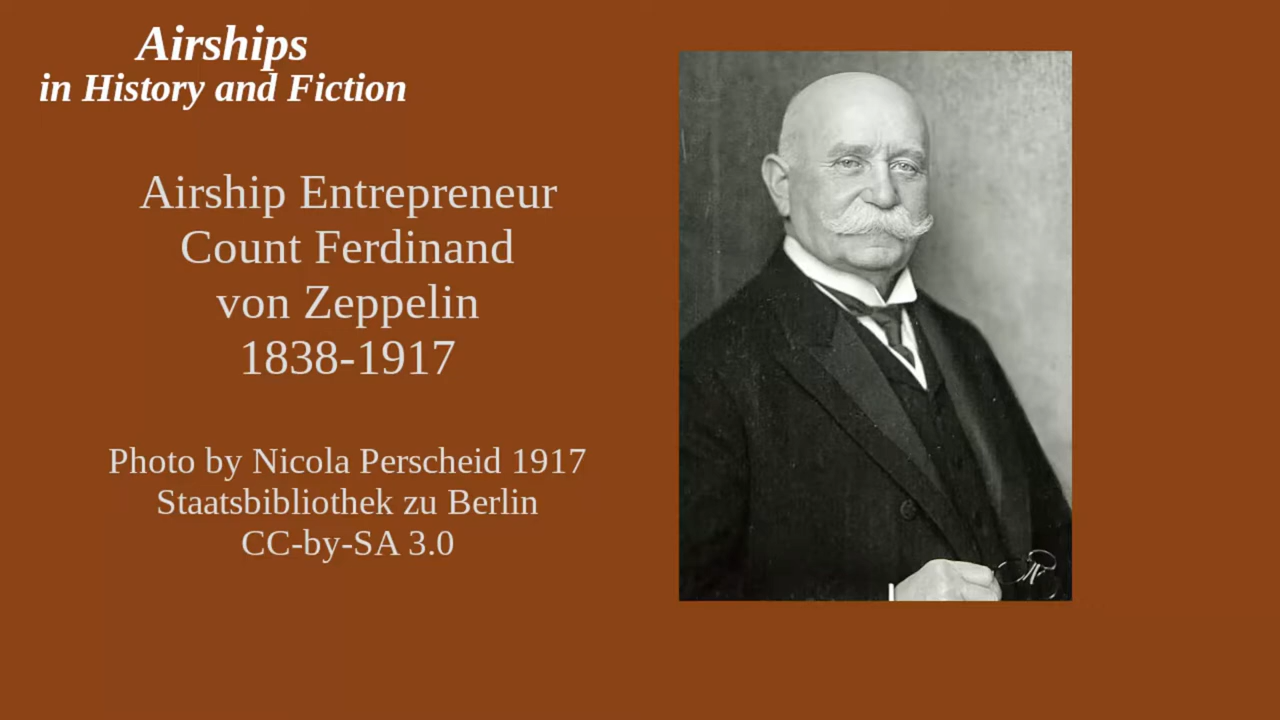 Airships
in History and Fiction
Airship Entrepreneur
Count Ferdinand
von Zeppelin
1838-1917
Photo by Nicola Perscheid 1917
Staatsbibliothek zu Berlin
CC-by-SA 3.0